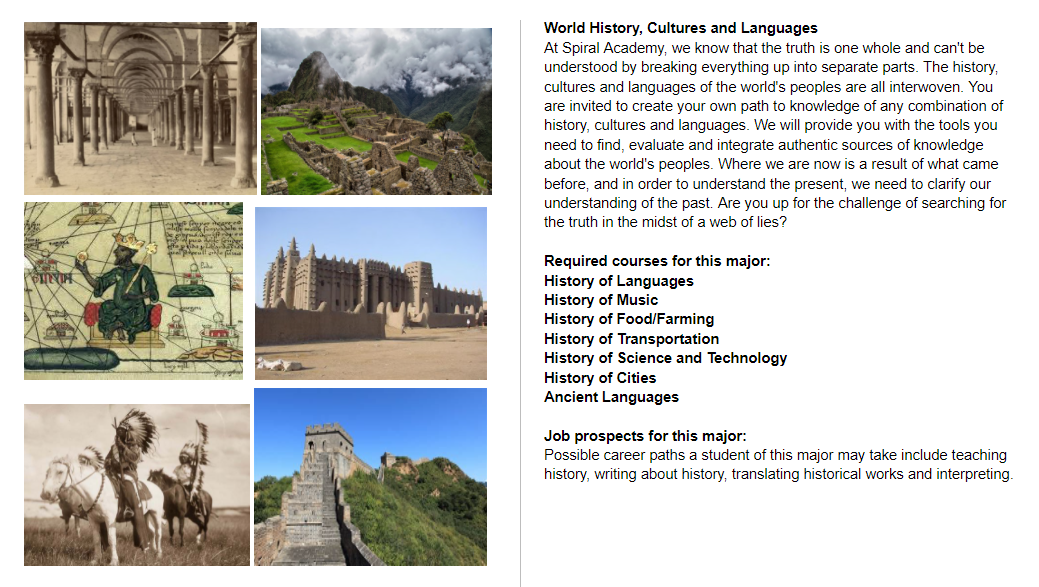 World History, Cultures and Languages
At Spiral Academy, we know that the truth is one whole and can't be
understood by breaking everything up into separate parts. The history,
cultures and languages of the world's peoples are all interwoven. You
are invited to create your own path to knowledge of any combination of
history, cultures and languages. We will provide you with the tools you
need to find, evaluate and integrate authentic sources of knowledge
about the world's peoples. Where we are now is a result of what came
before, and in order to understand the present, we need to clarify our
understanding of the past. Are you up for the challenge of searching for
the truth in the midst of a web of lies?
Required courses for this major:
History of Languages
History of Music
History of Food/Farming
History of Transportation
History of Science and Technology
History of Cities
Ancient Languages
Job prospects for this major:
Possible career paths a student of this major may take include teaching
history, writing about history, translating historical works and interpreting.